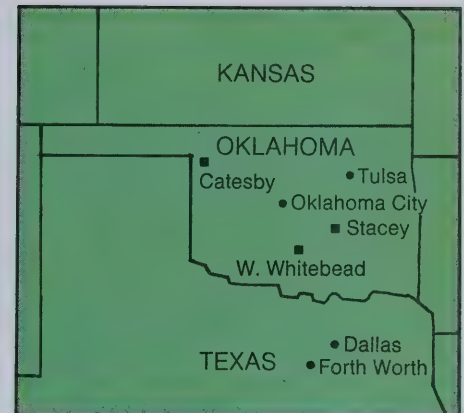 KANSAS
OKLAHOMA
Catesby
Tulsa
Oklahoma City
Stacey
W. Whitebead
Dallas
TEXAS
Forth Worth